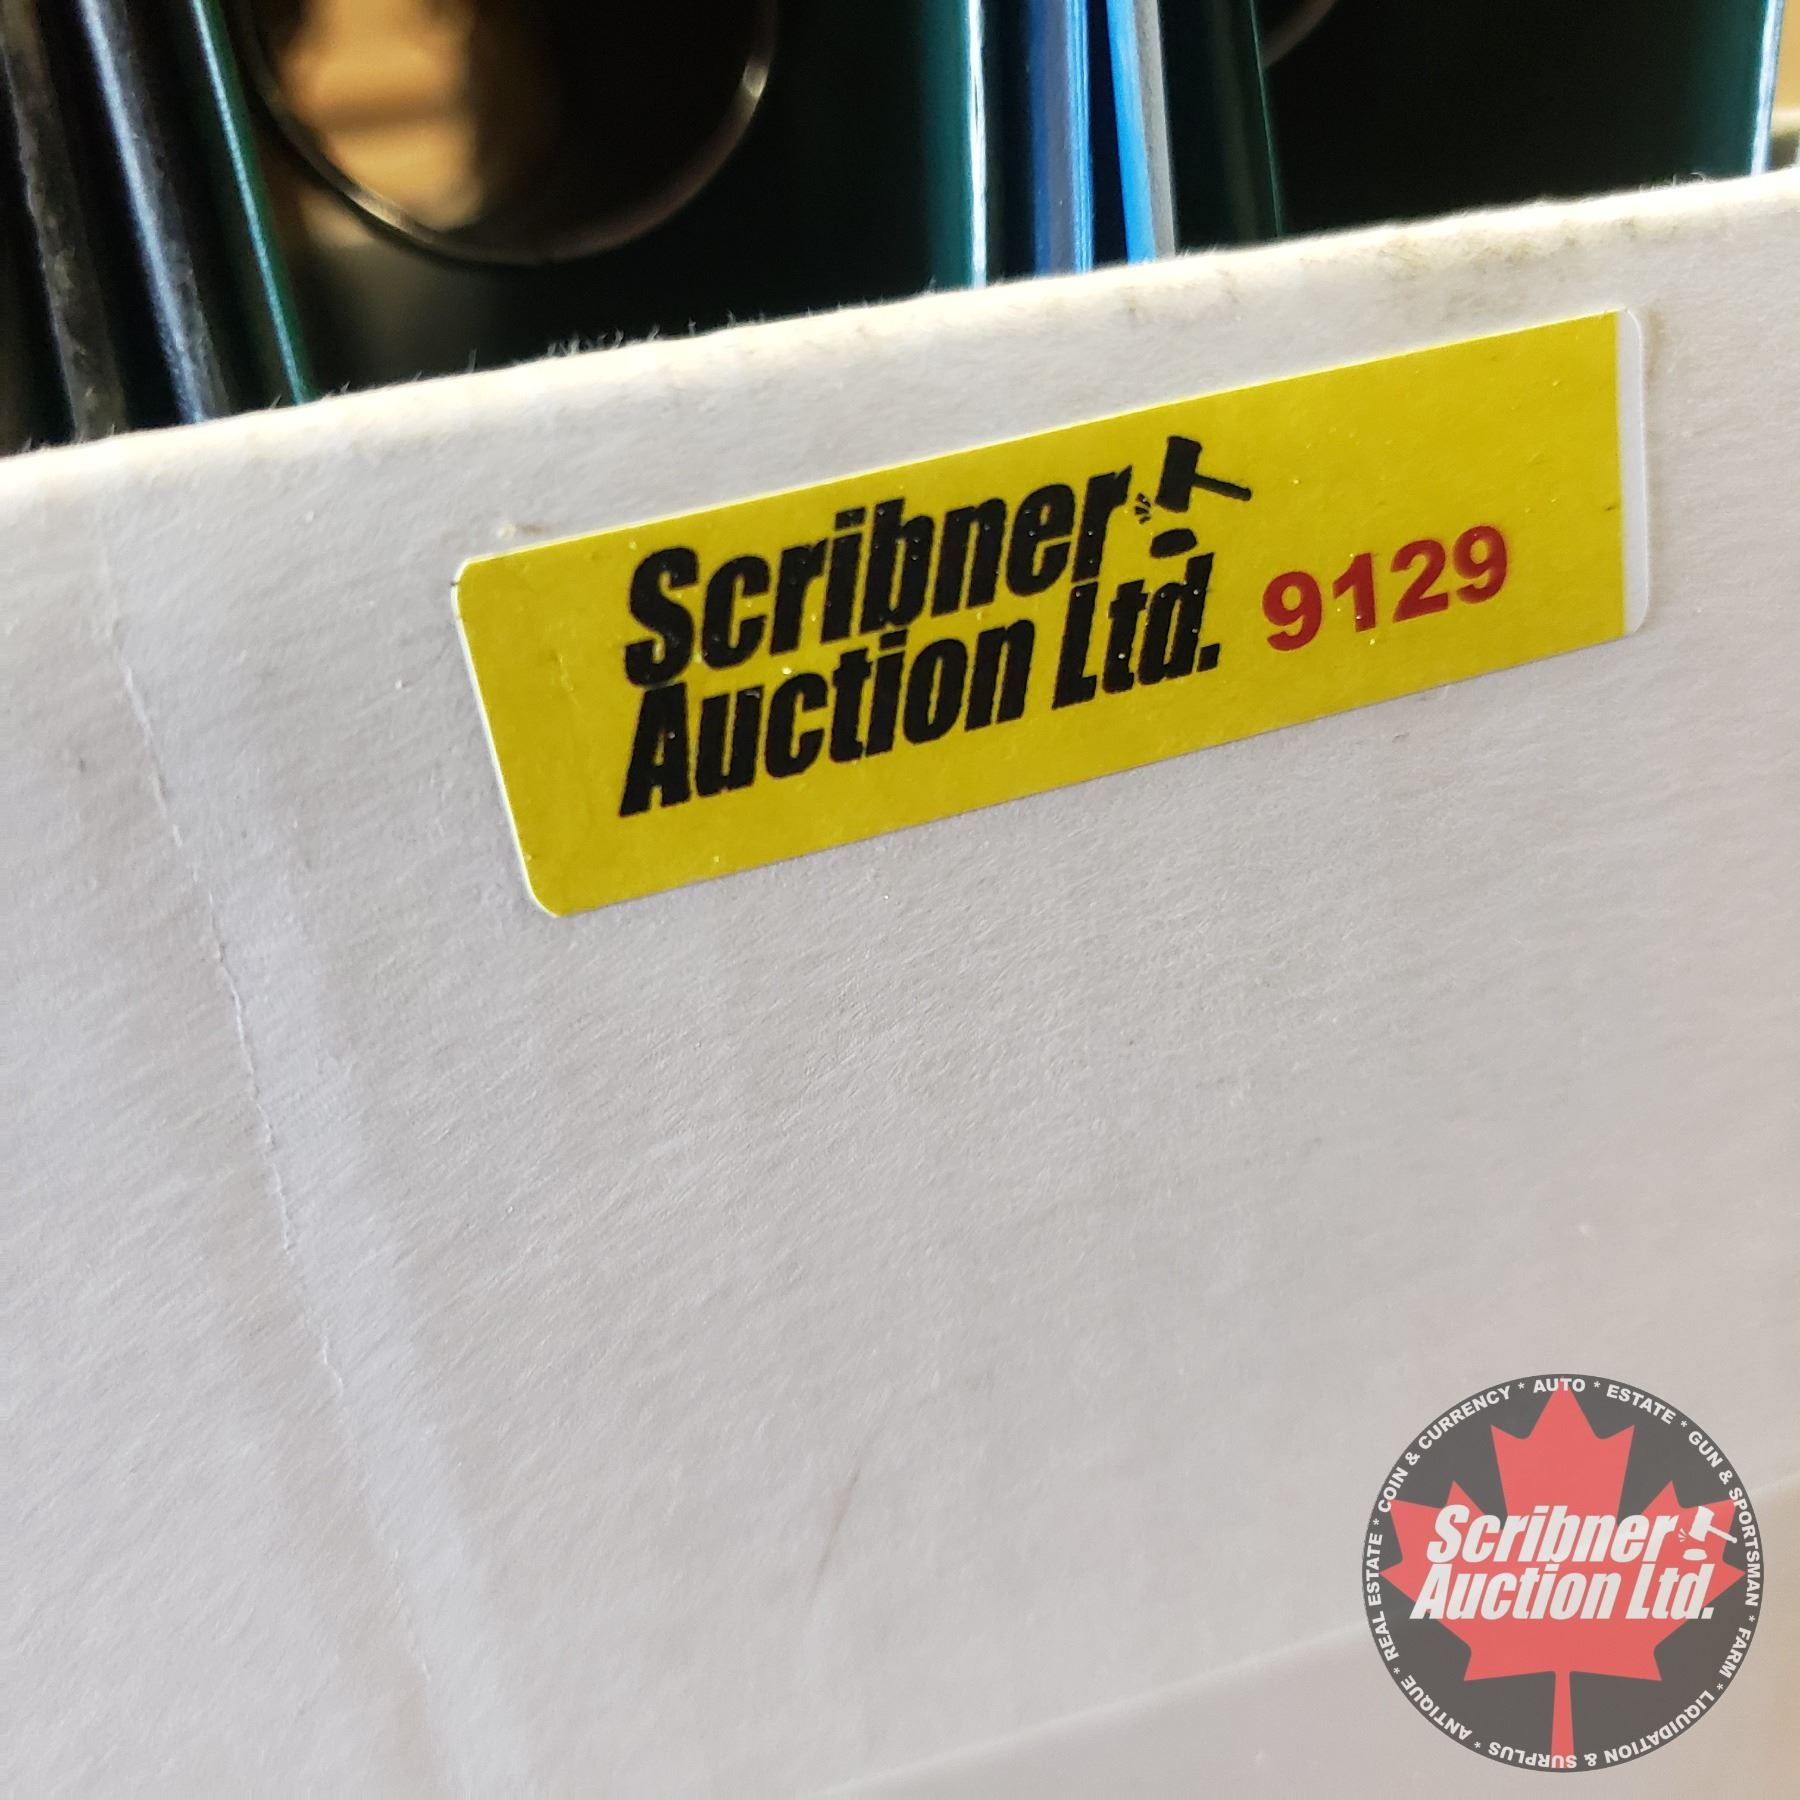 Scribner
Auction Ltd. 9129
COIN & CURRENCY * AUTO * ESTATE * GUN & SPORTSMAN * FARM * LIQUIDATION & SURPLUS * ANTIQUE * REAL ESTATE *
Scribner
Auction Ltd.